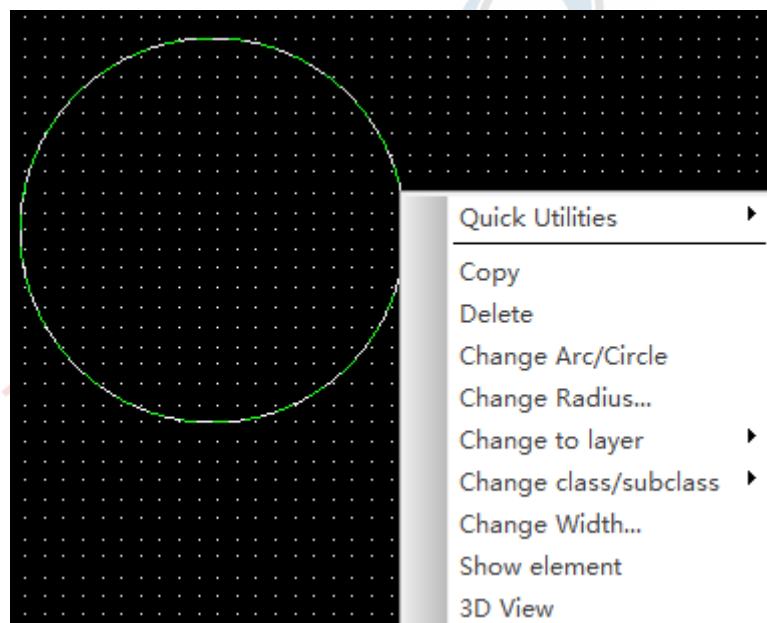 Quick Utilities
Copy
Delete
Change Arc/Circle
Change Radius...
Change to layer
Change class/subclass
Change Width...
Show element
3D View